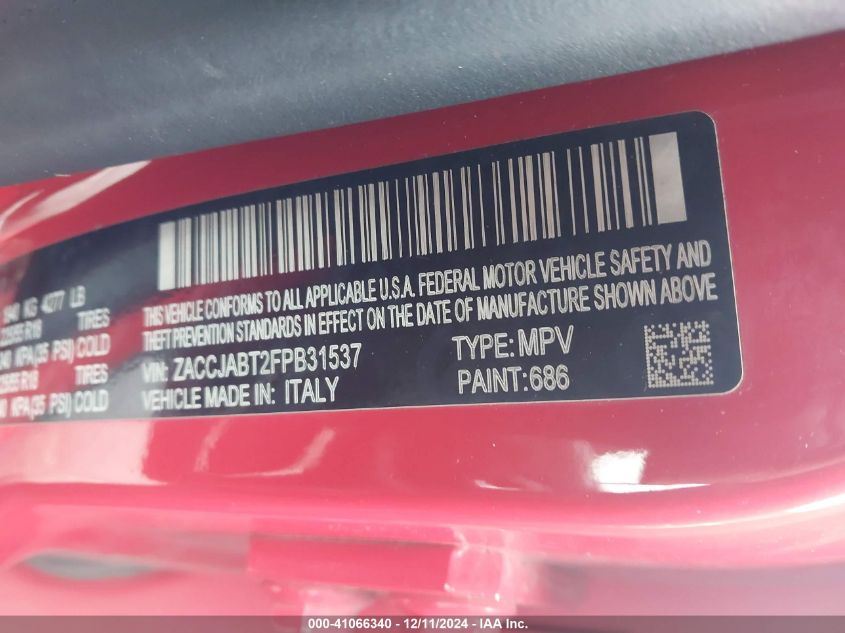 THIS VEHICLE CONFORMS TO ALL APPLICABLE U.S.A. FEDERAL MOTOR VEHICLE SAFETY AND
THEFT PREVENTION STANDARDS IN EFFECT ON THE DATE OF MANUFACTURE SHOWN ABOVE
VIN: ZACCJABT2FPB31537 TYPE: MPV
VEHICLE MADE IN: ITALY PAINT:686
KG 4277 LB
TIRES
KPA(35 PSI) COLD
TIRES
KPA(35 PSI) COLD
000-41066340 - 12/11/2024 - IAA Inc.